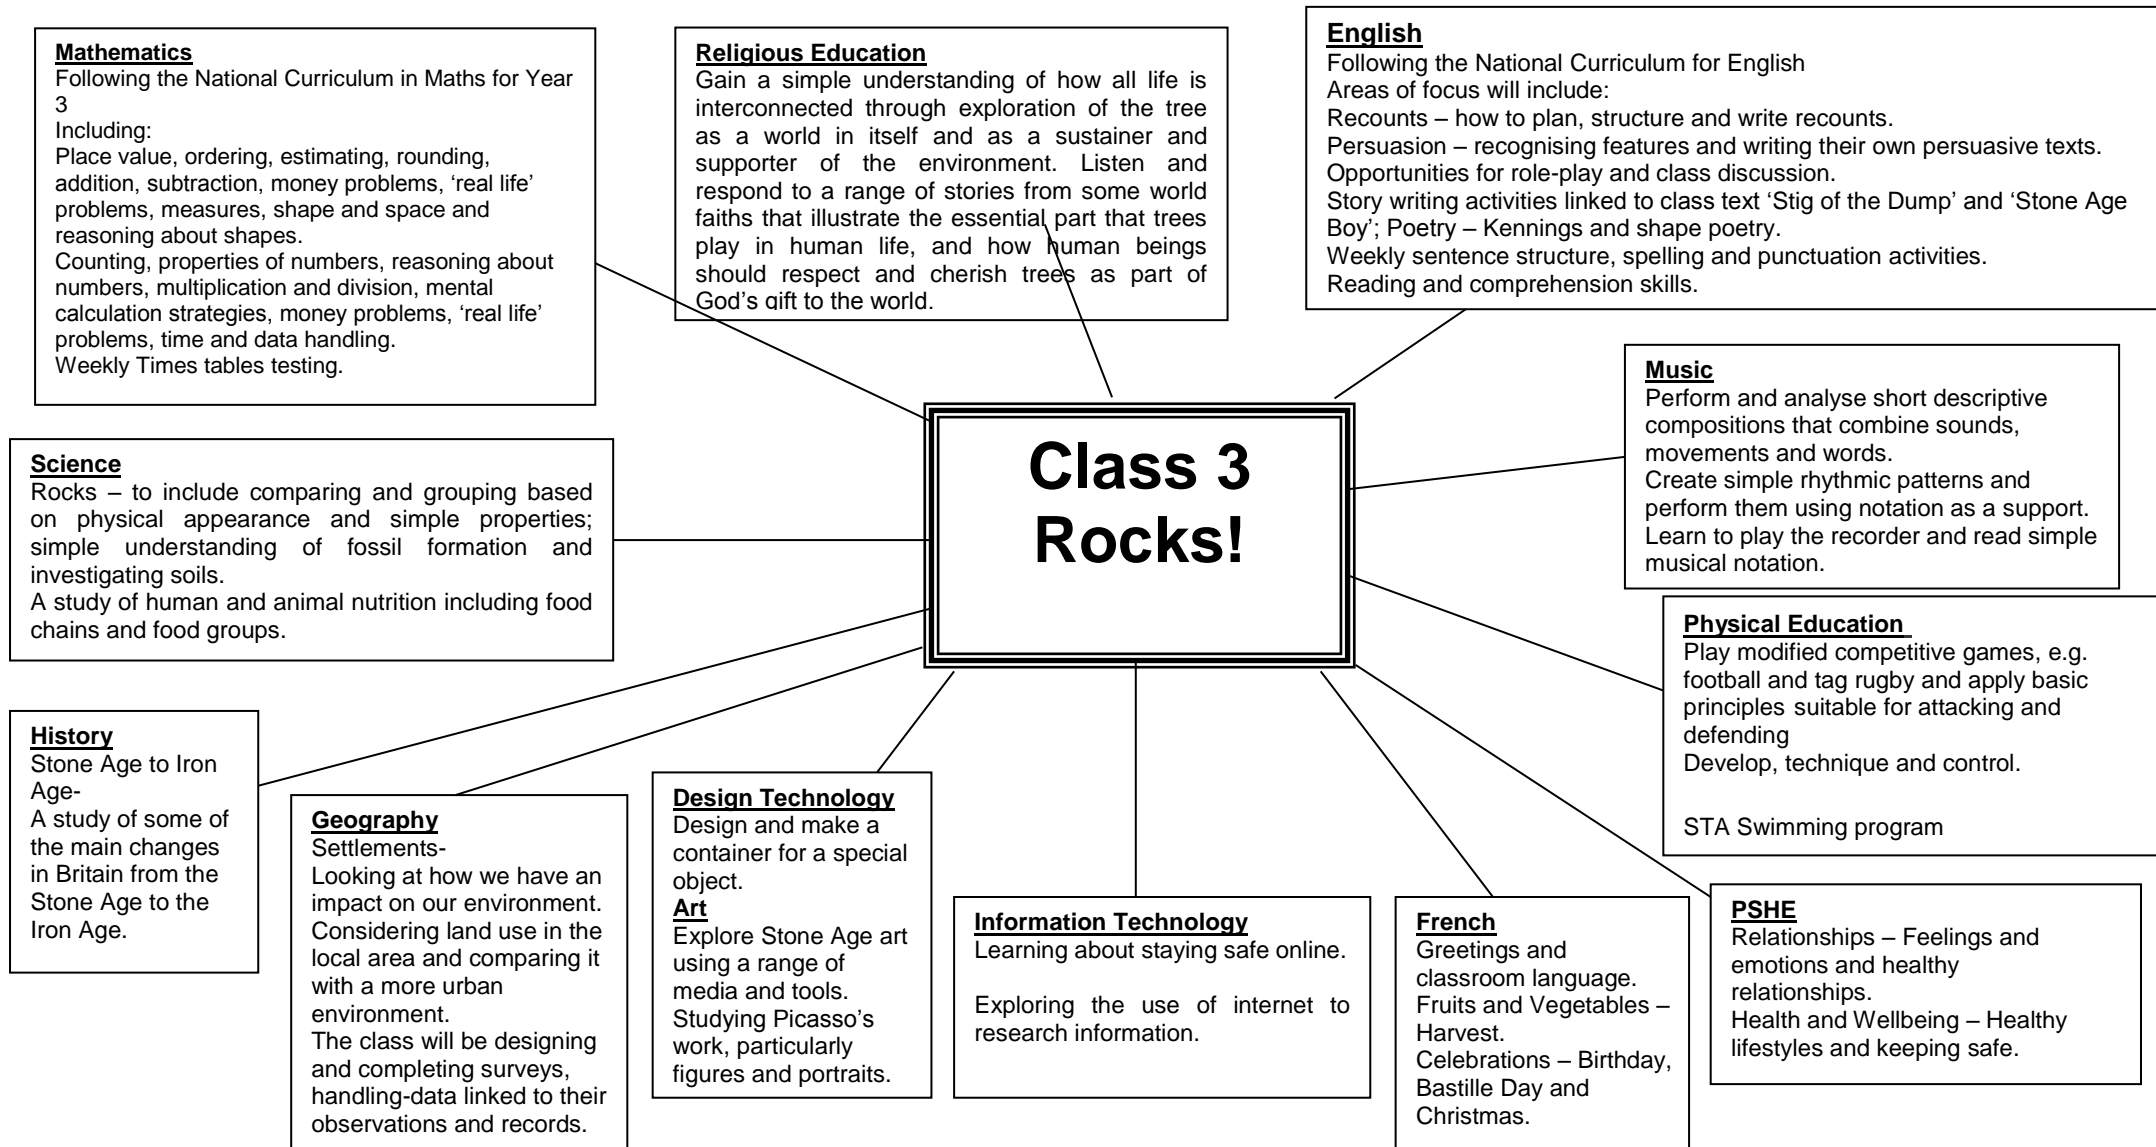 Mathematics
Following the National Curriculum in Maths for Year
3
Including:
Place value, ordering, estimating, rounding,
addition, subtraction, money problems, ‘real life’
problems, measures, shape and space and
reasoning about shapes.
Counting, properties of numbers, reasoning about
numbers, multiplication and division, mental
calculation strategies, money problems, ‘real life’
problems, time and data handling.
Weekly Times tables testing.
Religious Education
Gain a simple understanding of how all life is
interconnected through exploration of the tree
as a world in itself and as a sustainer and
supporter of the environment. Listen and
respond to a range of stories from some world
faiths that illustrate the essential part that trees
play in human life, and how human beings
should respect and cherish trees as part of
God’s gift to the world.
English
Following the National Curriculum for English
Areas of focus will include:
Recounts – how to plan, structure and write recounts.
Persuasion – recognising features and writing their own persuasive texts.
Opportunities for role-play and class discussion.
Story writing activities linked to class text ‘Stig of the Dump’ and ‘Stone Age
Boy’; Poetry – Kennings and shape poetry.
Weekly sentence structure, spelling and punctuation activities.
Reading and comprehension skills.
Class 3
Rocks!
Music
Perform and analyse short descriptive
compositions that combine sounds,
movements and words.
Create simple rhythmic patterns and
perform them using notation as a support.
Learn to play the recorder and read simple
musical notation.
Science
Rocks – to include comparing and grouping based
on physical appearance and simple properties;
simple understanding of fossil formation and
investigating soils.
A study of human and animal nutrition including food
chains and food groups.
Physical Education
Play modified competitive games, e.g.
football and tag rugby and apply basic
principles suitable for attacking and
defending
Develop, technique and control.
STA Swimming program
History
Stone Age to Iron
Age-
A study of some of
the main changes
in Britain from the
Stone Age to the
Iron Age.
Geography
Settlements-
Looking at how we have an
impact on our environment.
Considering land use in the
local area and comparing it
with a more urban
environment.
The class will be designing
and completing surveys,
handling-data linked to their
observations and records.
Design Technology
Design and make a
container for a special
object.
Art
Explore Stone Age art
using a range of
media and tools.
Studying Picasso’s
work, particularly
figures and portraits.
Information Technology
Learning about staying safe online.
Exploring the use of internet to
research information.
French
Greetings and
classroom language.
Fruits and Vegetables –
Harvest.
Celebrations – Birthday,
Bastille Day and
Christmas.
PSHE
Relationships – Feelings and
emotions and healthy
relationships.
Health and Wellbeing – Healthy
lifestyles and keeping safe.